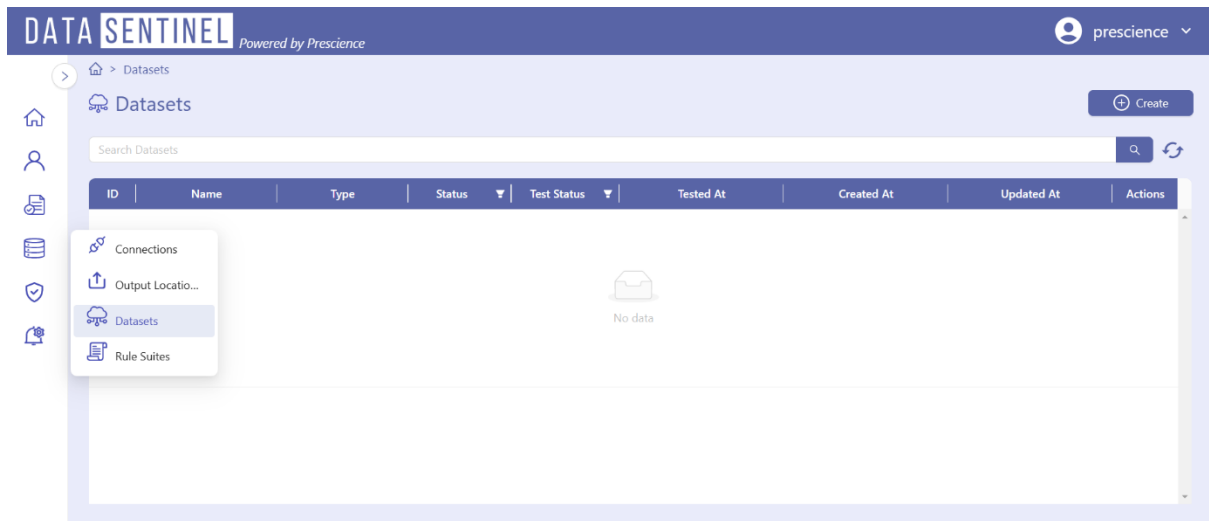 DATA SENTINEL Powered by Prescience
prescience
> Datasets
Datasets
Create
Search Datasets
ID Name Type Status Test Status Tested At Created At Updated At Actions
Connections
Output Locatio...
Datasets
Rule Suites
No data